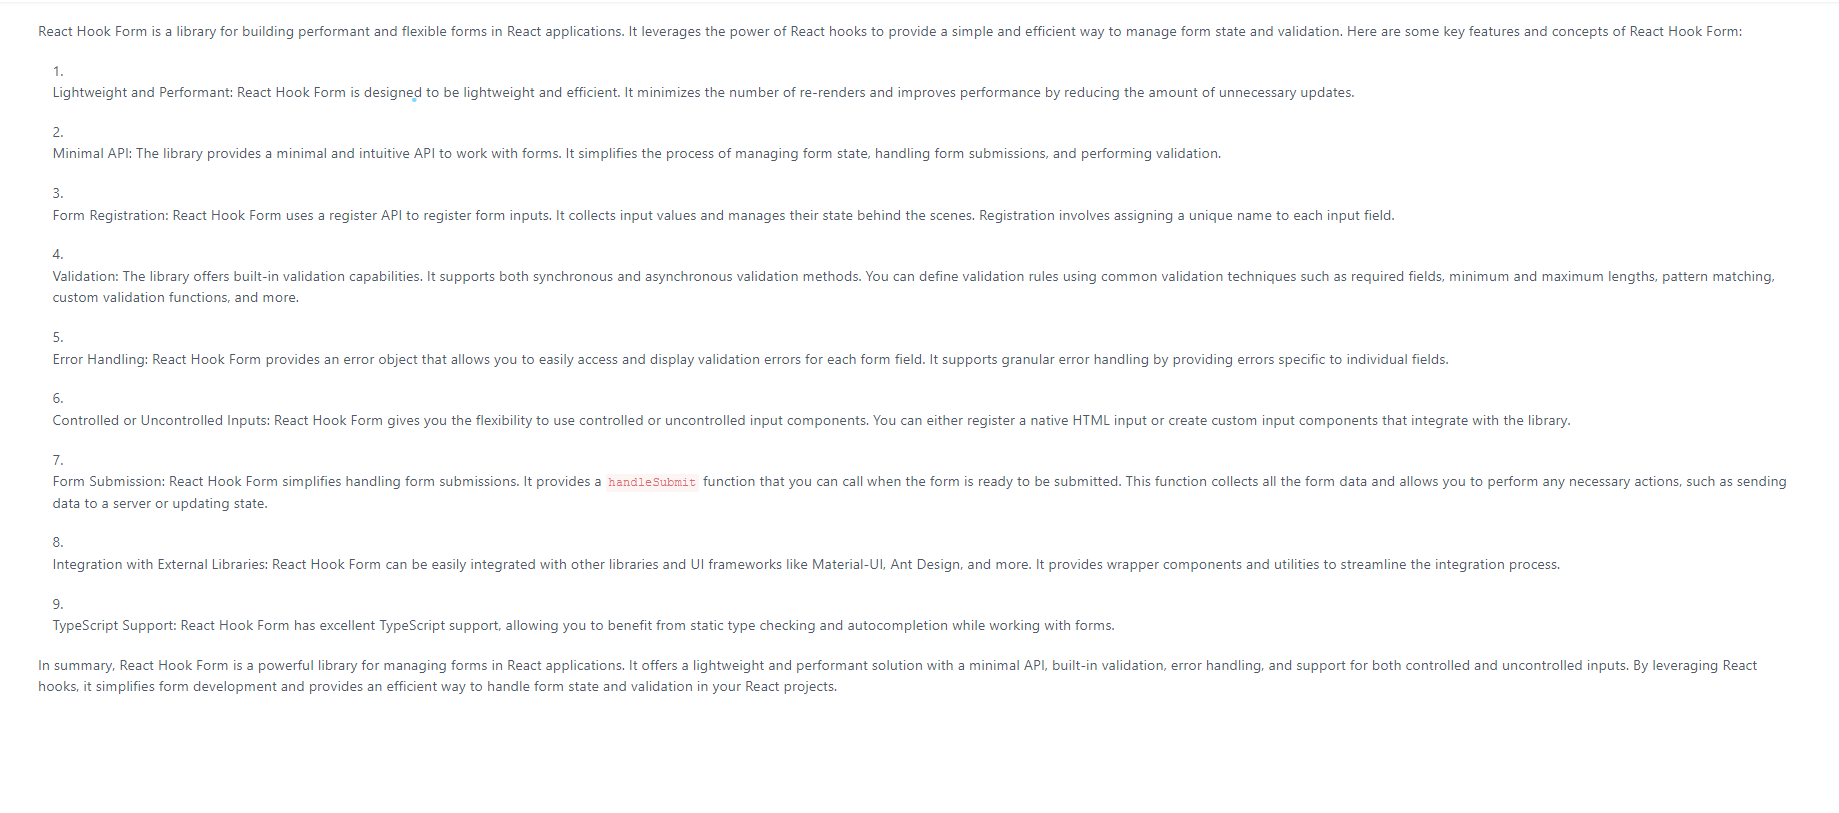 React Hook Form is a library for building performant and flexible forms in React applications. It leverages the power of React hooks to provide a simple and efficient way to manage form state and validation. Here are some key features and concepts of React Hook Form:
1.
Lightweight and Performant: React Hook Form is designed to be lightweight and efficient. It minimizes the number of re-renders and improves performance by reducing the amount of unnecessary updates.
2.
Minimal API: The library provides a minimal and intuitive API to work with forms. It simplifies the process of managing form state, handling form submissions, and performing validation.
3.
Form Registration: React Hook Form uses a register API to register form inputs. It collects input values and manages their state behind the scenes. Registration involves assigning a unique name to each input field.
4.
Validation: The library offers built-in validation capabilities. It supports both synchronous and asynchronous validation methods. You can define validation rules using common validation techniques such as required fields, minimum and maximum lengths, pattern matching,
custom validation functions, and more.
5.
Error Handling: React Hook Form provides an error object that allows you to easily access and display validation errors for each form field. It supports granular error handling by providing errors specific to individual fields.
6.
Controlled or Uncontrolled Inputs: React Hook Form gives you the flexibility to use controlled or uncontrolled input components. You can either register a native HTML input or create custom input components that integrate with the library.
7.
Form Submission: React Hook Form simplifies handling form submissions. It provides a handleSubmit function that you can call when the form is ready to be submitted. This function collects all the form data and allows you to perform any necessary actions, such as sending
data to a server or updating state.
8.
Integration with External Libraries: React Hook Form can be easily integrated with other libraries and UI frameworks like Material-UI, Ant Design, and more. It provides wrapper components and utilities to streamline the integration process.
9.
TypeScript Support: React Hook Form has excellent TypeScript support, allowing you to benefit from static type checking and autocompletion while working with forms.
In summary, React Hook Form is a powerful library for managing forms in React applications. It offers a lightweight and performant solution with a minimal API, built-in validation, error handling, and support for both controlled and uncontrolled inputs. By leveraging React
hooks, it simplifies form development and provides an efficient way to handle form state and validation in your React projects.